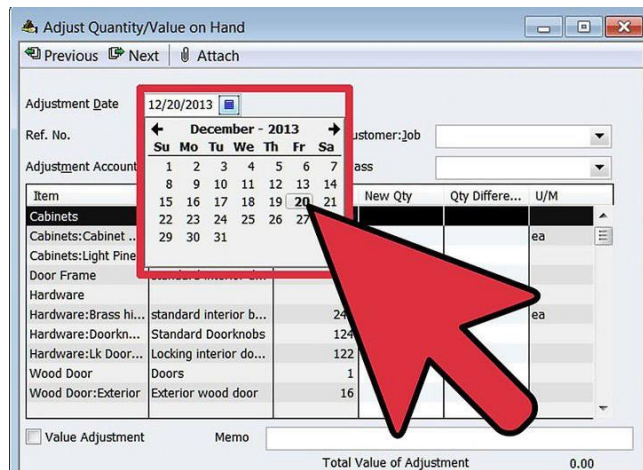 Adjust Quantity/Value on Hand
Previous Next Attach
Adjustment Date 12/20/2013
Ref. No.
Customer:Job
Adjustment Account
December - 2013
Su Mo Tu We Th Fr Sa
1 2 3 4 5 6 7
8 9 10 11 12 13 14
15 16 17 18 19 20 21
22 23 24 25 26 27
29 30 31
Item New Qty Qty Differe... U/M
Cabinets
Cabinets:Cabinet ... ea
Cabinets:Light Pine
Door Frame standard interior d...
Hardware
Hardware:Brass hi... standard interior b... ea
Hardware:Doorkn... Standard Doorknobs 124
Hardware:Lk Door... Locking interior do... 122
Wood Door Doors 1
Wood Door:Exterior Exterior wood door 16
Value Adjustment Memo
Total Value of Adjustment 0.00